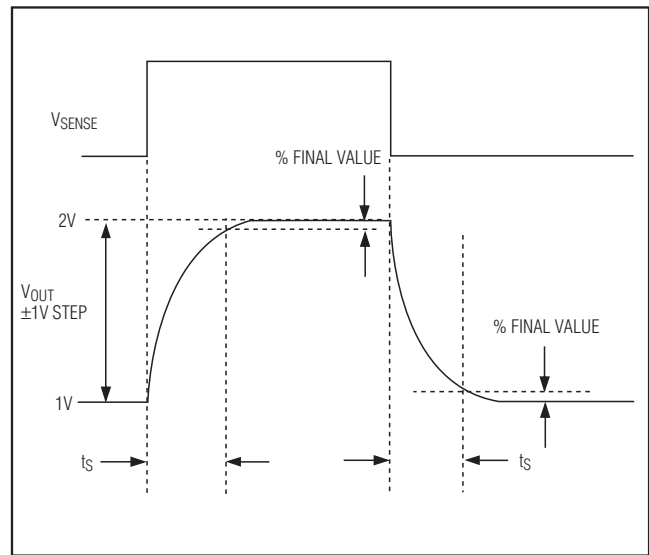 VSENSE
% FINAL VALUE
2V
VOUT
±1V STEP
% FINAL VALUE
1V
tS
tS